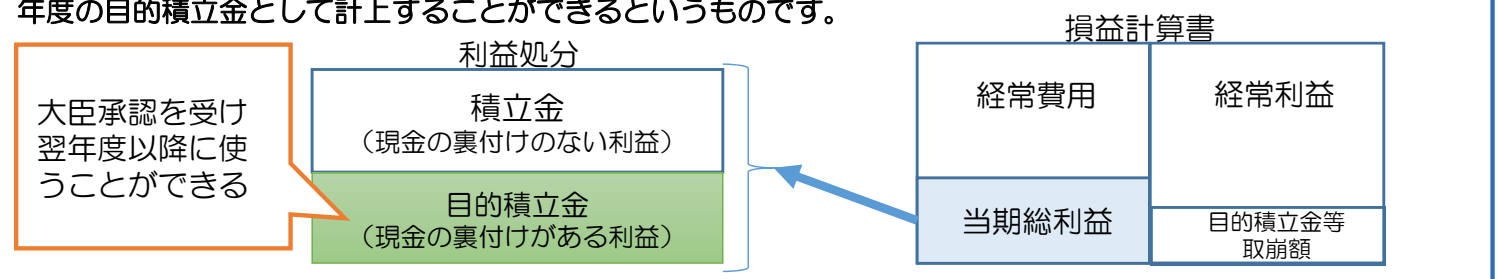 年度の目的積立金として計上することができるというものです。
利益処分
大臣承認を受け
翌年度以降に使
うことができる
積立金
（現金の裏付けのない利益）
目的積立金
（現金の裏付けがある利益）
損益計算書
経常費用
経常利益
当期総利益
目的積立金等
取崩額